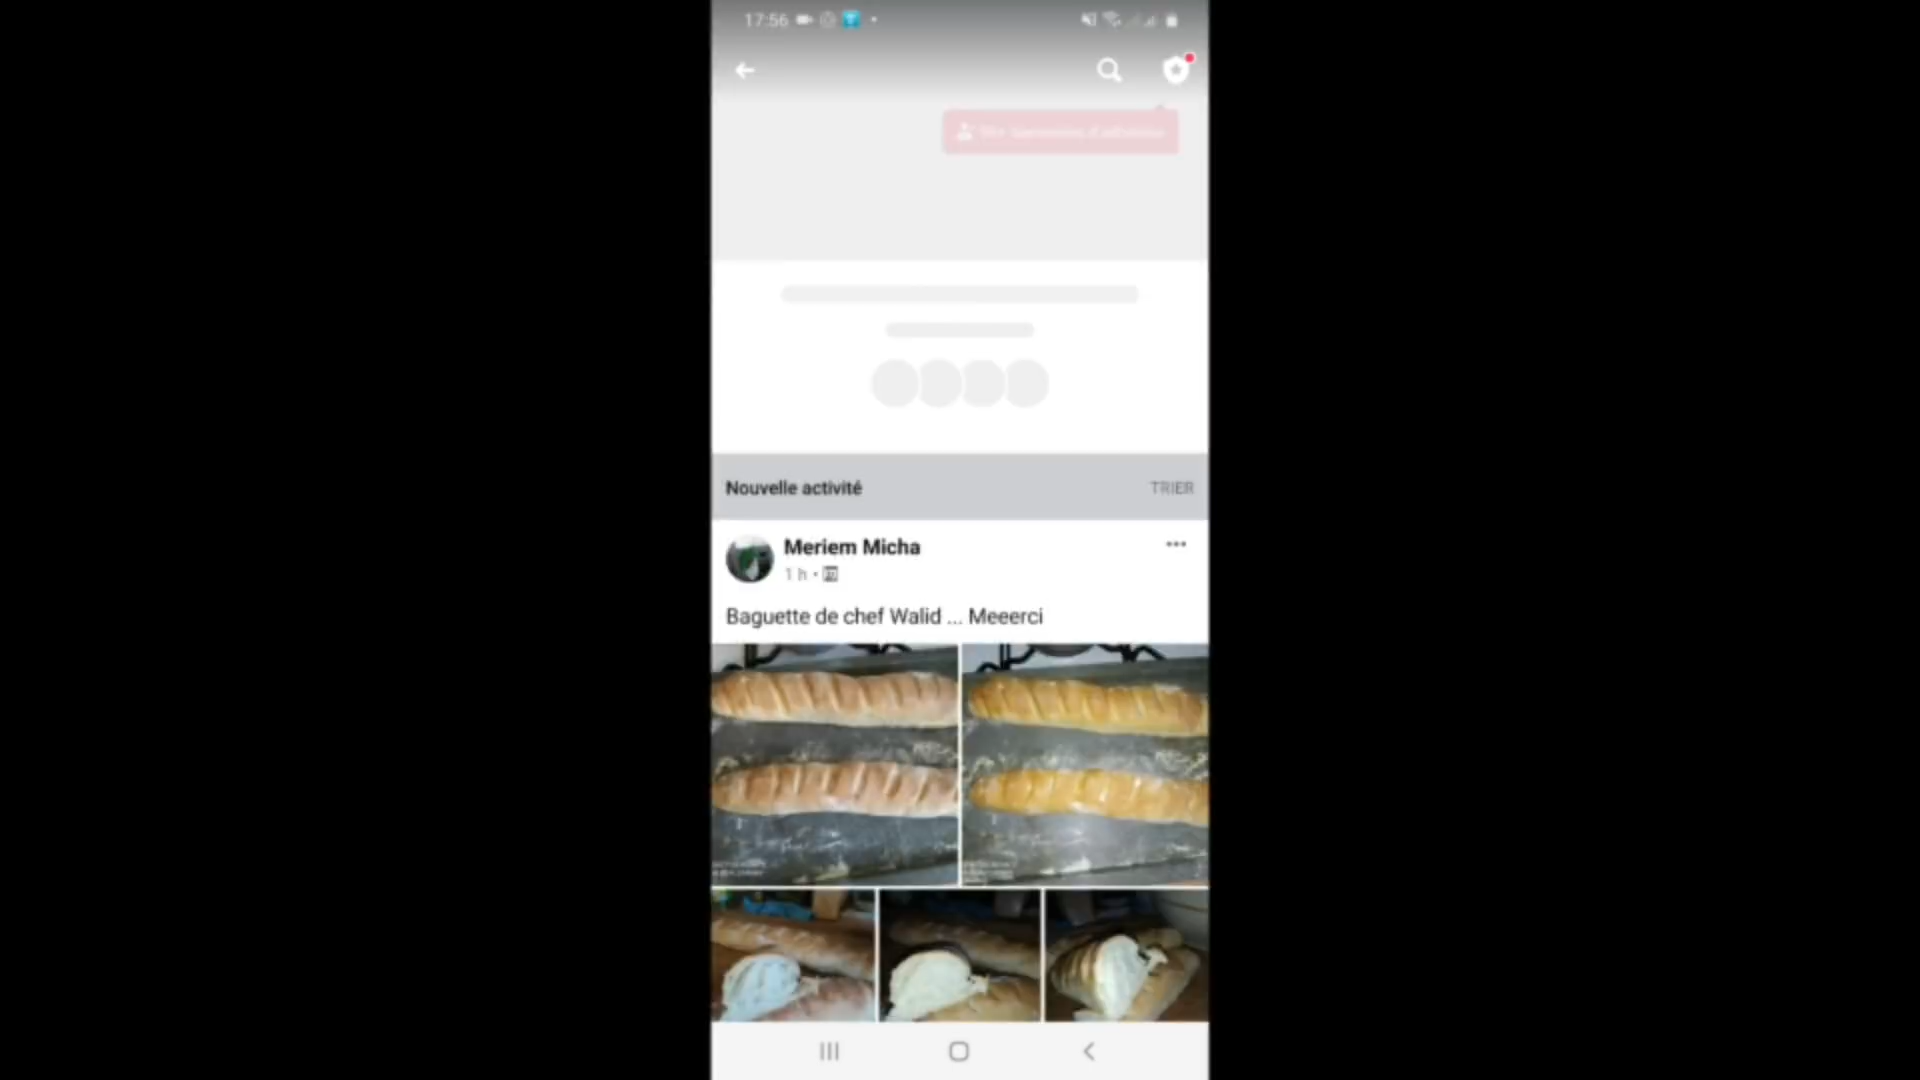 17:56
Nouvelle activité
TRIER
Meriem Micha
1 h
Baguette de chef Walid ... Meeerci